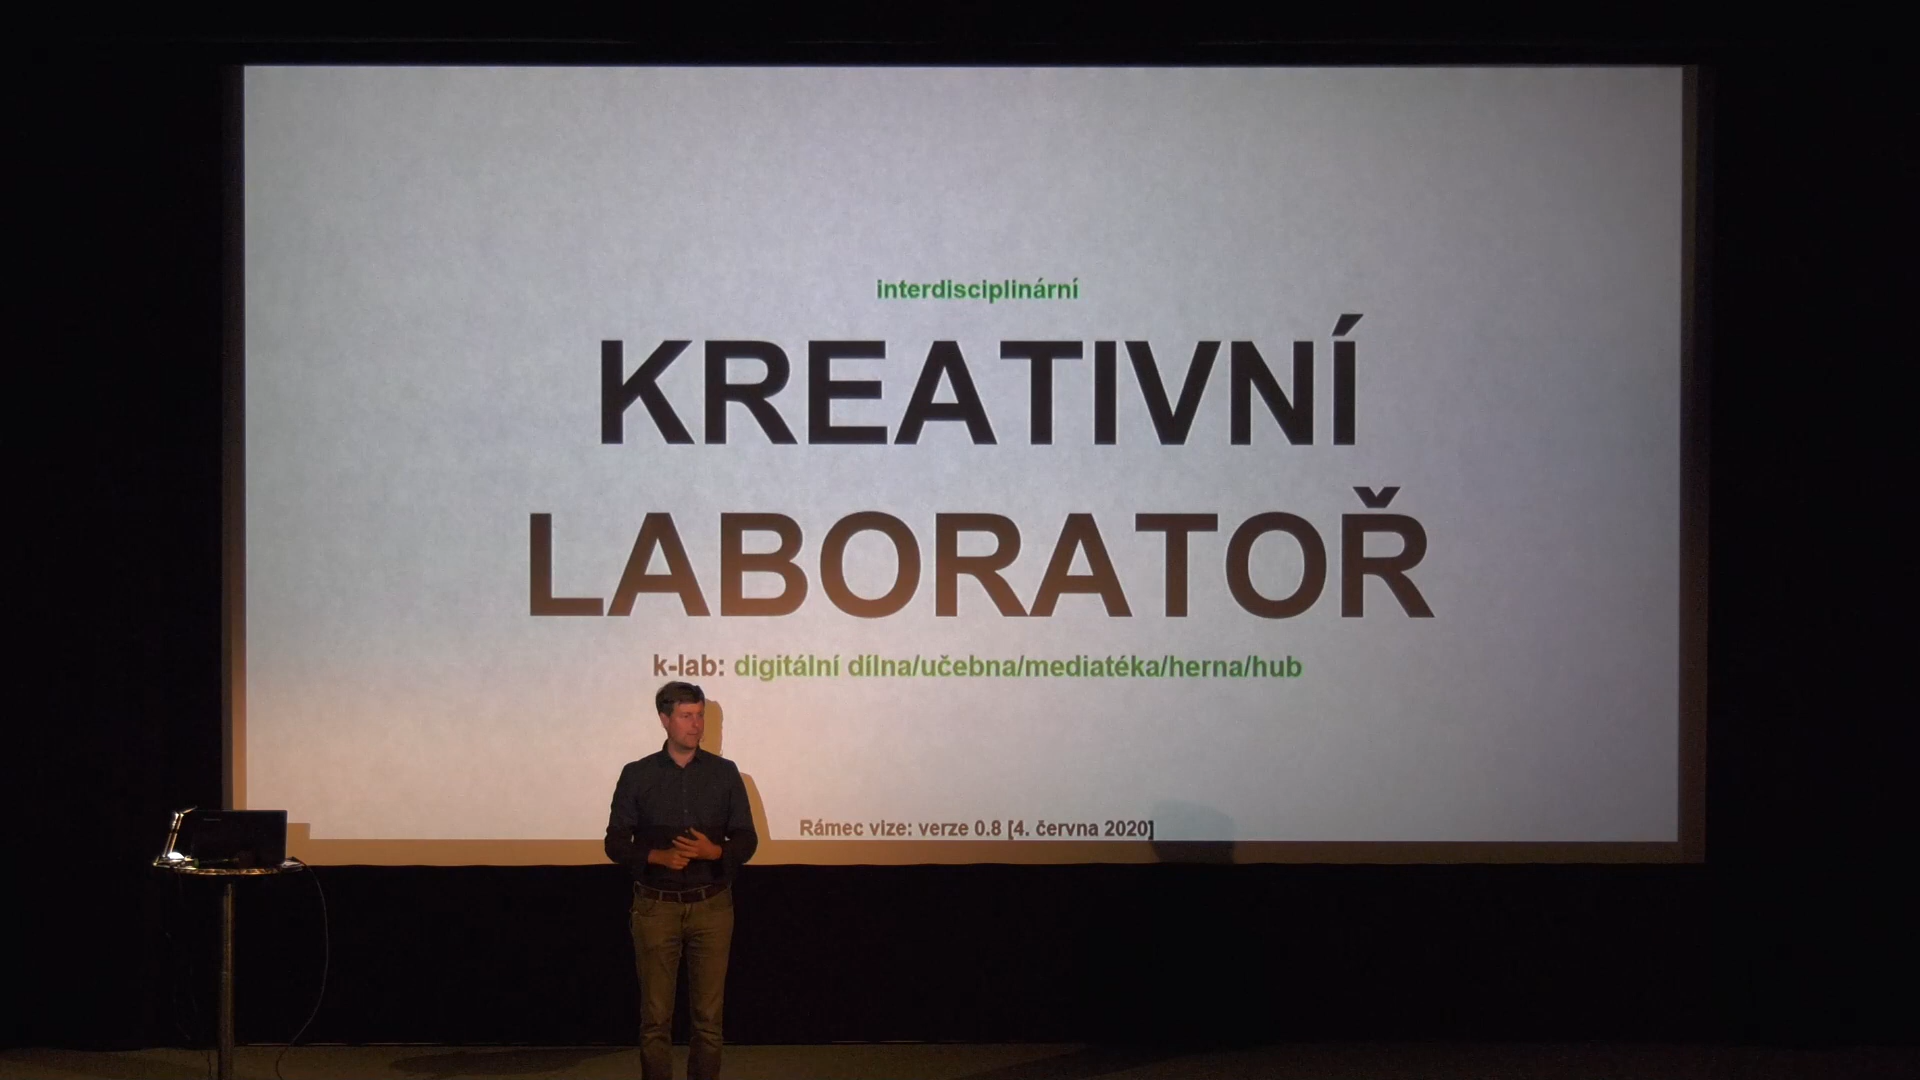 interdisciplinární
KREATIVNÍ
LABORATOŘ
k-lab: digitální dílna/učebna/mediatéka/herna/hub
Rámec vize: verze 0.8 [4. června 2020]